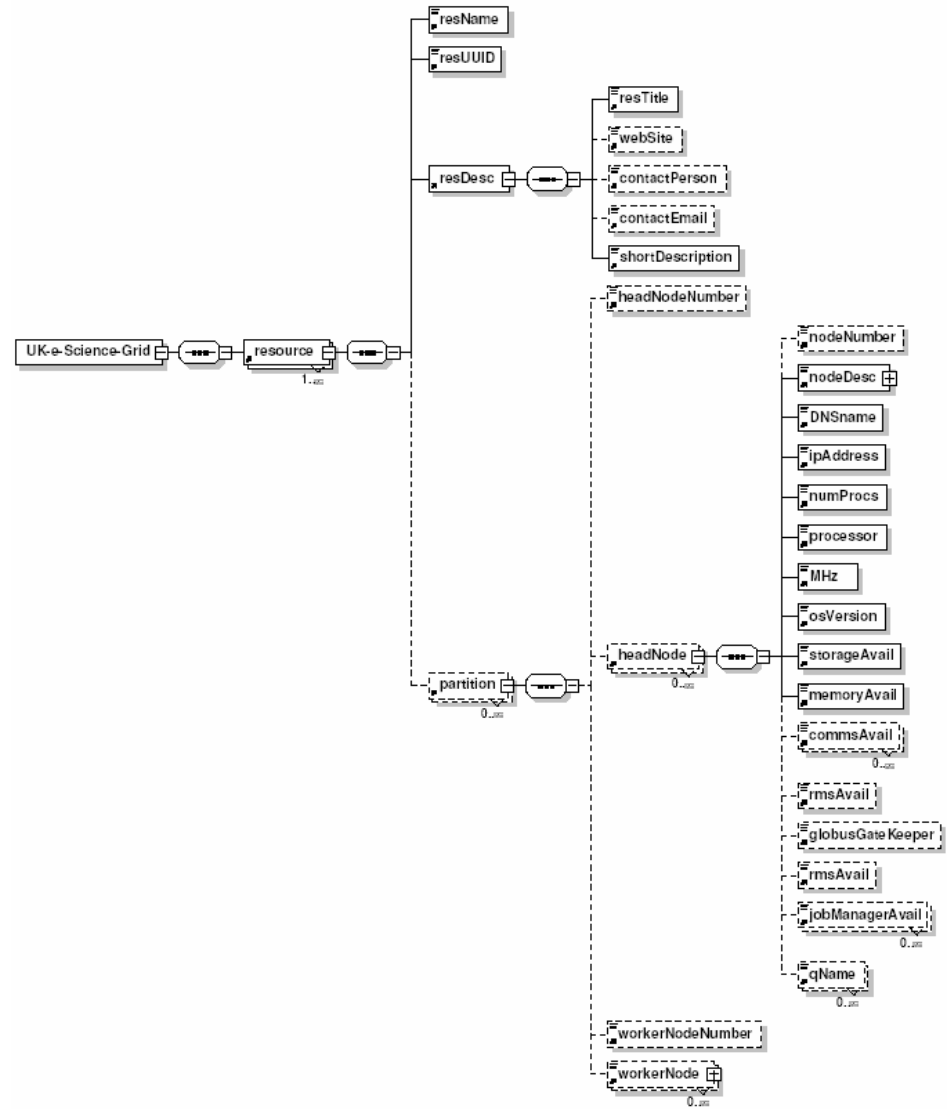 resName
resUUID
resTitle
webSite
contactPerson
resDesc
contactEmail
shortDescription
headNodeNumber
UK-e-Science-Grid
resource
1..∞
nodeNumber
nodeDesc
DNSname
ipAddress
numProcs
processor
MHz
osVersion
headNode
0..∞
storageAvail
partition
0..∞
memoryAvail
commsAvail
0..∞
rmsAvail
globusGateKeeper
rmsAvail
jobManagerAvail
0..∞
qName
0..∞
workerNodeNumber
workerNode
0..∞